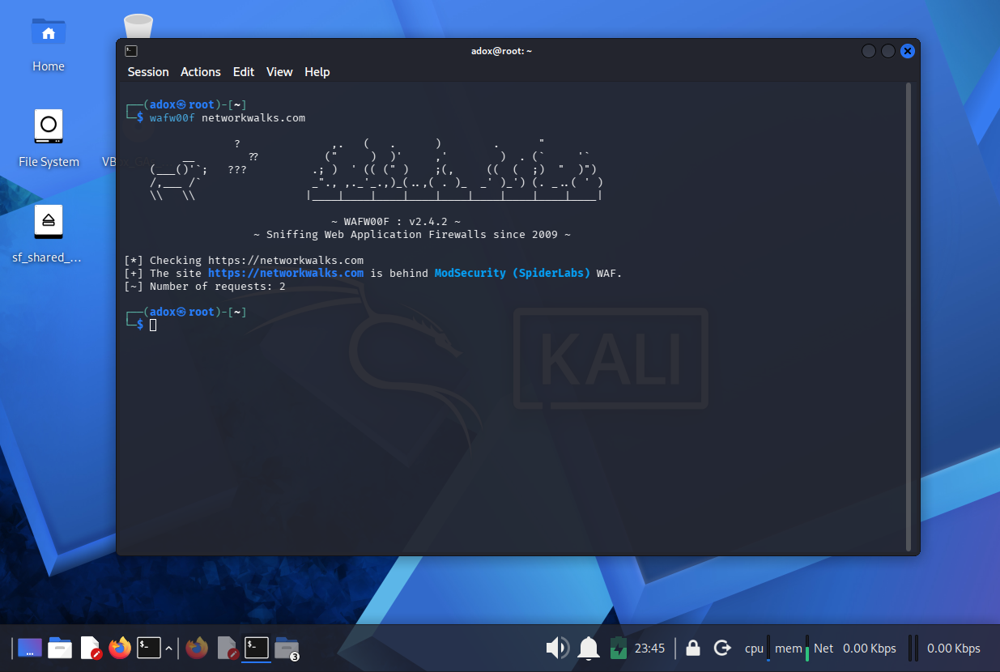 Home
File System
VB
sf_shared_...
adox@root: ~
Session Actions Edit View Help
┌──(adox㉿root)-[~]
└─$ wafw00f networkwalks.com
                 ?              ,.   (   .      )        .      "
         __        ??          ("     )  )'     ,'        )  . (`     '`
    (___()'`;   ???          .; )  ' (( (" )    ;(,     ((  (  ;)  "  )")
    /,___ /`                 _"., ,._'_.,)_(..,( . )_  _' )_') (. _..( ' )
    \\   \\                 |____|____|____|____|____|____|____|____|____|
~ WAFW00F : v2.4.2 ~
~ Sniffing Web Application Firewalls since 2009 ~
[*] Checking https://networkwalks.com
[+] The site https://networkwalks.com is behind ModSecurity (SpiderLabs) WAF.
[~] Number of requests: 2
┌──(adox㉿root)-[~]
└─$
KALI
$_
$_
3
23:45
cpu mem Net 0.00 Kbps 0.00 Kbps